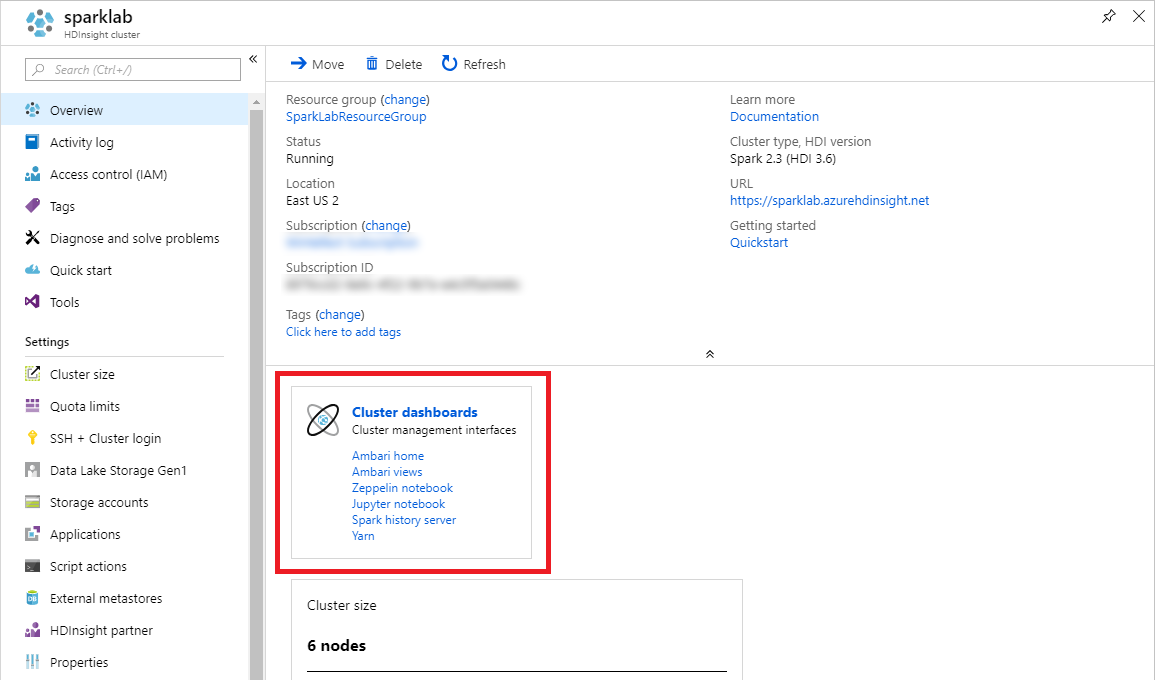 sparklab
HDInsight cluster
Search (Ctrl+/)
Overview
Activity log
Access control (IAM)
Tags
Diagnose and solve problems
Quick start
Tools
Settings
Cluster size
Quota limits
SSH + Cluster login
Data Lake Storage Gen1
Storage accounts
Applications
Script actions
External metastores
HDInsight partner
Properties
Move Delete Refresh
Resource group (change)
SparkLabResourceGroup
Status
Running
Location
East US 2
Subscription (change)
Subscription ID
Tags (change)
Click here to add tags
Learn more
Documentation
Cluster type, HDI version
Spark 2.3 (HDI 3.6)
URL
https://sparklab.azurehdinsight.net
Getting started
Quickstart
Cluster dashboards
Cluster management interfaces
Ambari home
Ambari views
Zeppelin notebook
Jupyter notebook
Spark history server
Yarn
Cluster size
6 nodes